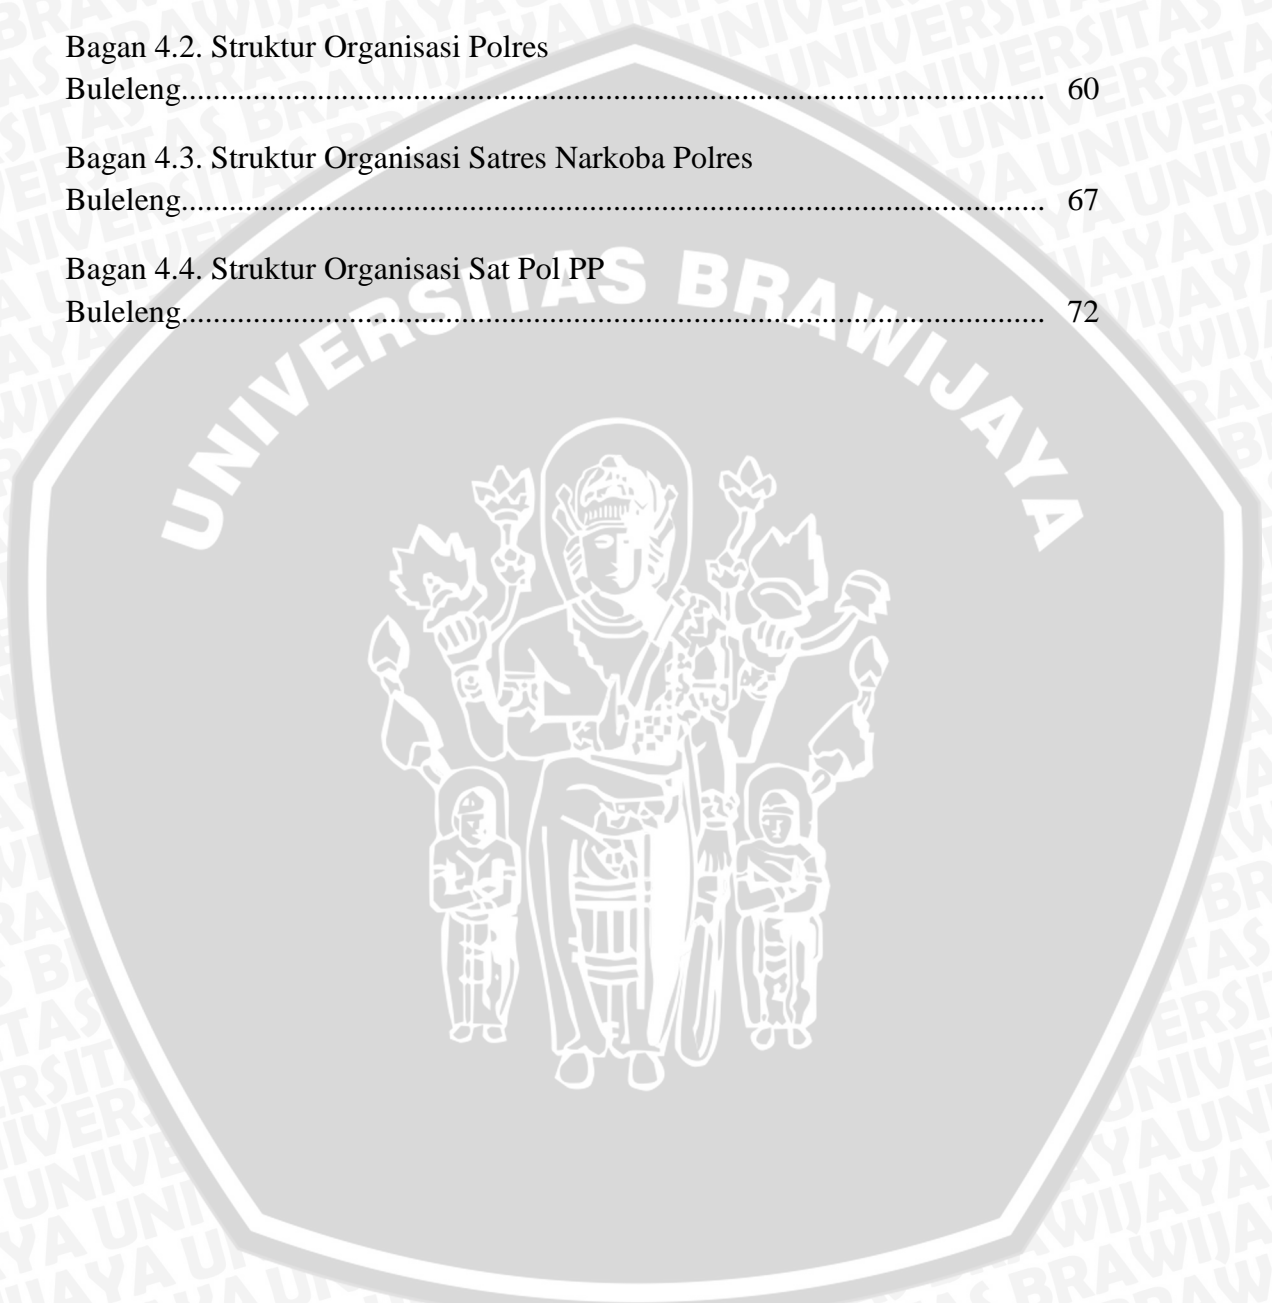 Bagan 4.2. Struktur Organisasi Polres
Buleleng........................................................................................... 60
Bagan 4.3. Struktur Organisasi Satres Narkoba Polres
Buleleng........................................................................................... 67
Bagan 4.4. Struktur Organisasi Sat Pol PP
Buleleng........................................................................................... 72
UNIVERSITAS BRAWIJAYA